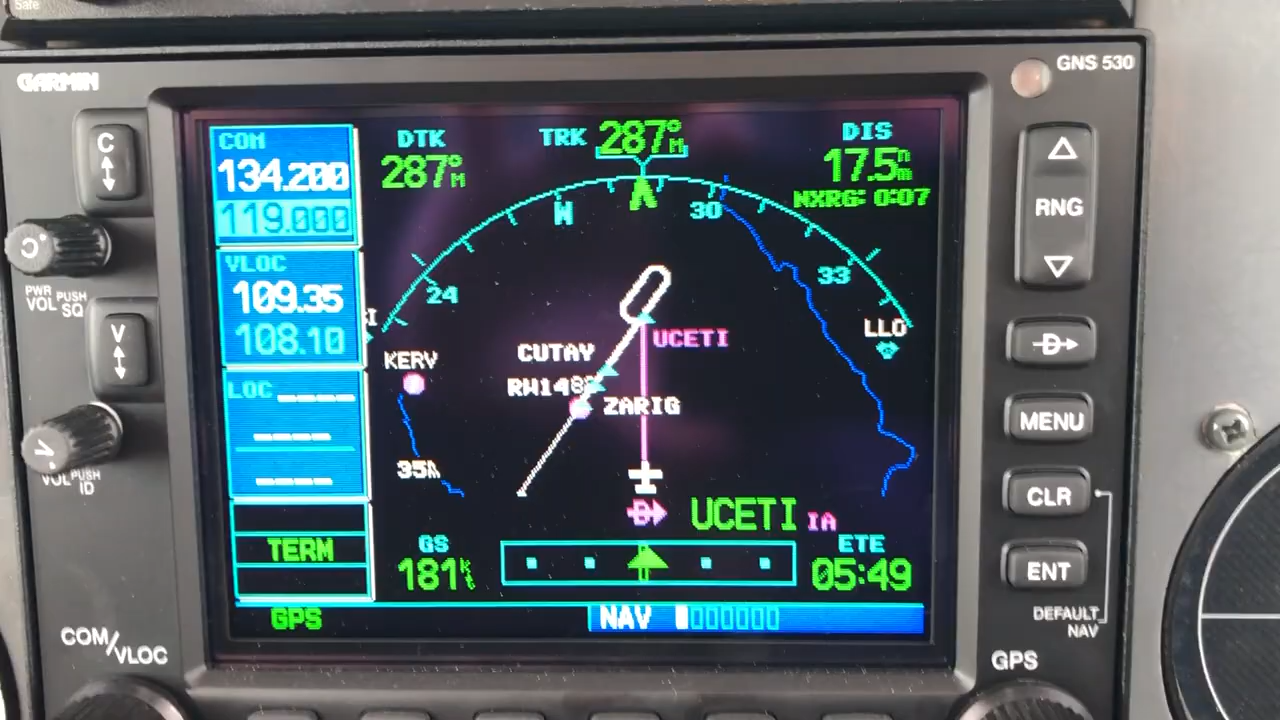 Safe
GARMIN
GNS 530
C
COM
134.200
119.000
DTK
287°M
TRK 287°M
DIS
17.5nm
NXRG: 0:07
RNG
W
30
24
33
C
PWR
VOL
PUSH
SQ
VLOC
109.35
108.10
V
LLO
KERV
UCETI
CUTAY
ZARIG
D
LOC
MENU
V
VOL
PUSH
ID
35
CLR
UCETI IA
TERM
GS
181kt
ETE
05:49
ENT
DEFAULT
NAV
GPS
NAV
COM/VLOC
GPS